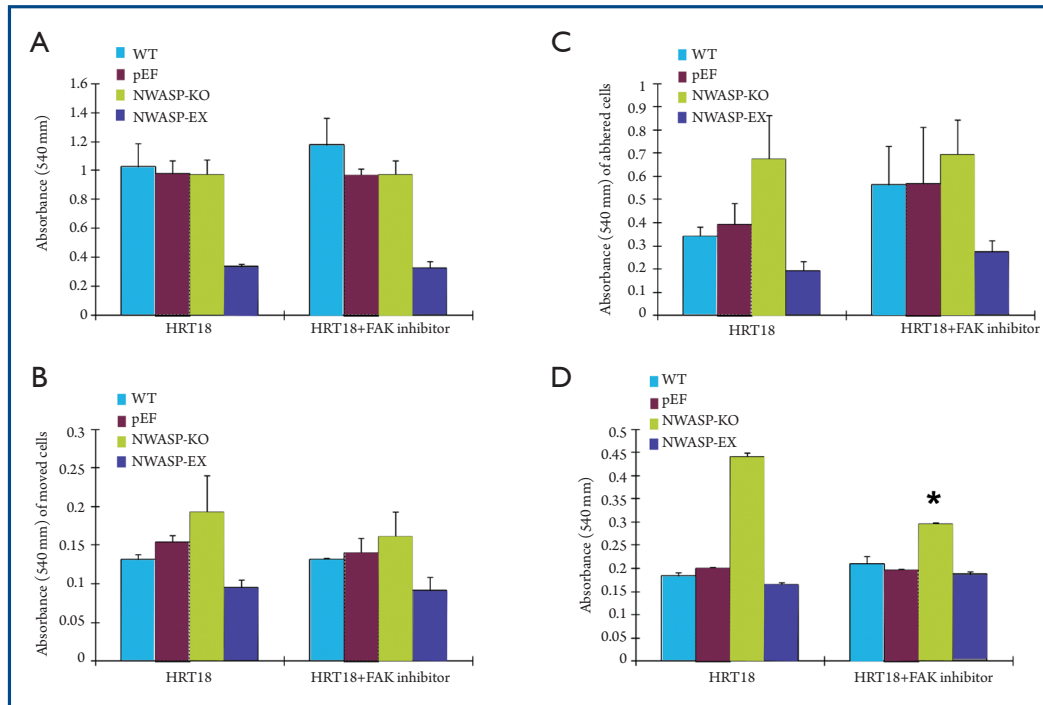 A
WT
pEF
NWASP-KO
NWASP-EX
Absorbance (540 mm)
1.6
1.4
1.2
1
0.8
0.6
0.4
0.2
0
HRT18
HRT18+FAK inhibitor
C
WT
pEF
NWASP-KO
NWASP-EX
Absorbance (540 mm) of abhered cells
1
0.9
0.8
0.7
0.6
0.5
0.4
0.3
0.2
0.1
0
HRT18
HRT18+FAK inhibitor
B
WT
pEF
NWASP-KO
NWASP-EX
Absorbance (540 mm) of moved cells
0.3
0.25
0.2
0.15
0.1
0.05
0
HRT18
HRT18+FAK inhibitor
D
WT
pEF
NWASP-KO
NWASP-EX
Absorbance (540 mm)
0.5
0.45
0.45
0.35
0.3
0.25
0.2
0.15
0.15
0.05
0
*
HRT18
HRT18+FAK inhibitor